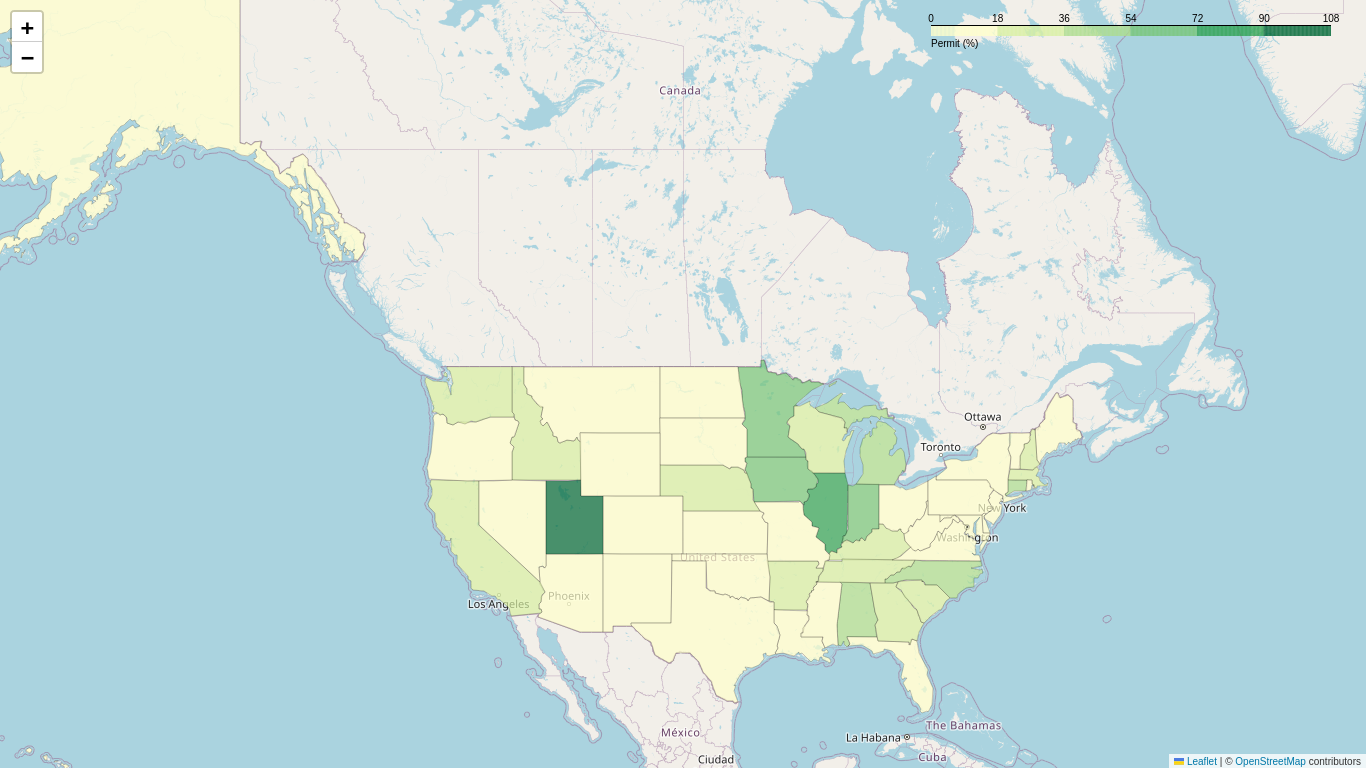 +
−
0 18 36 54 72 90 108
Permit (%)
Canada
Ottawa
Toronto
New York
Washington
United States
Los Angeles
Phoenix
The Bahamas
México
La Habana
Cuba
Ciudad
Leaflet | © OpenStreetMap contributors